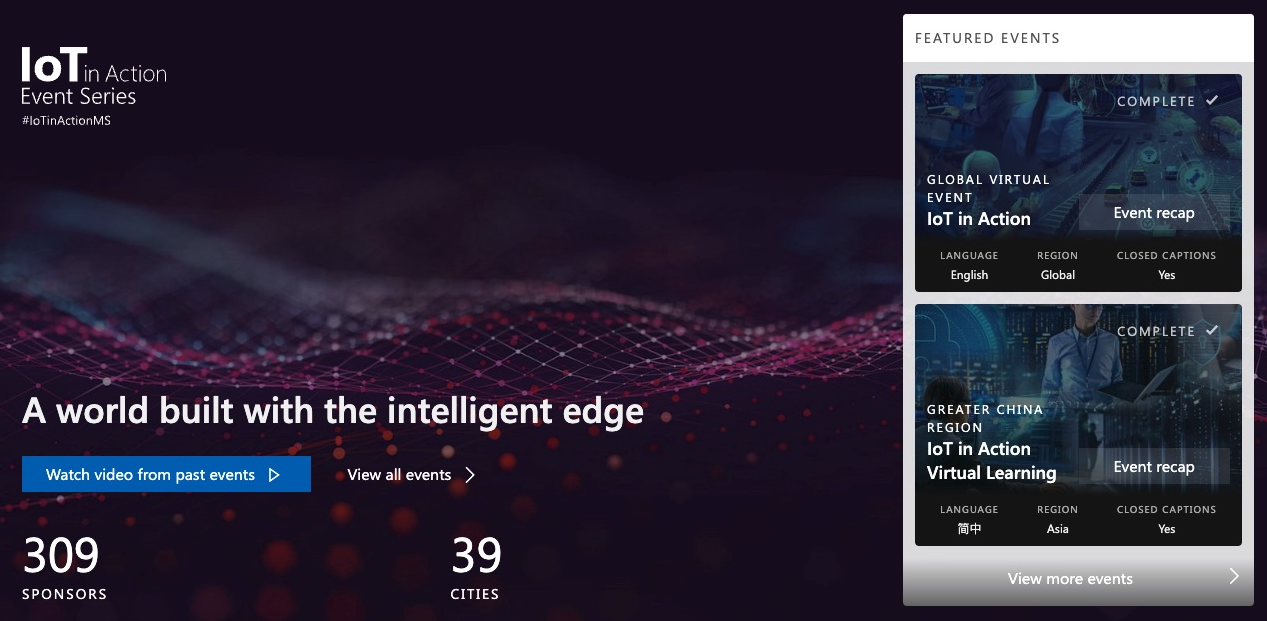 IoT in Action
Event Series
#IoTinActionMS
A world built with the intelligent edge
Watch video from past events
View all events
309
SPONSORS
39
CITIES
FEATURED EVENTS
COMPLETE
GLOBAL VIRTUAL
EVENT
IoT in Action
Event recap
LANGUAGE
REGION
CLOSED CAPTIONS
English
Global
Yes
COMPLETE
GREATER CHINA
REGION
IoT in Action
Virtual Learning
Event recap
LANGUAGE
REGION
CLOSED CAPTIONS
简中
Asia
Yes
View more events